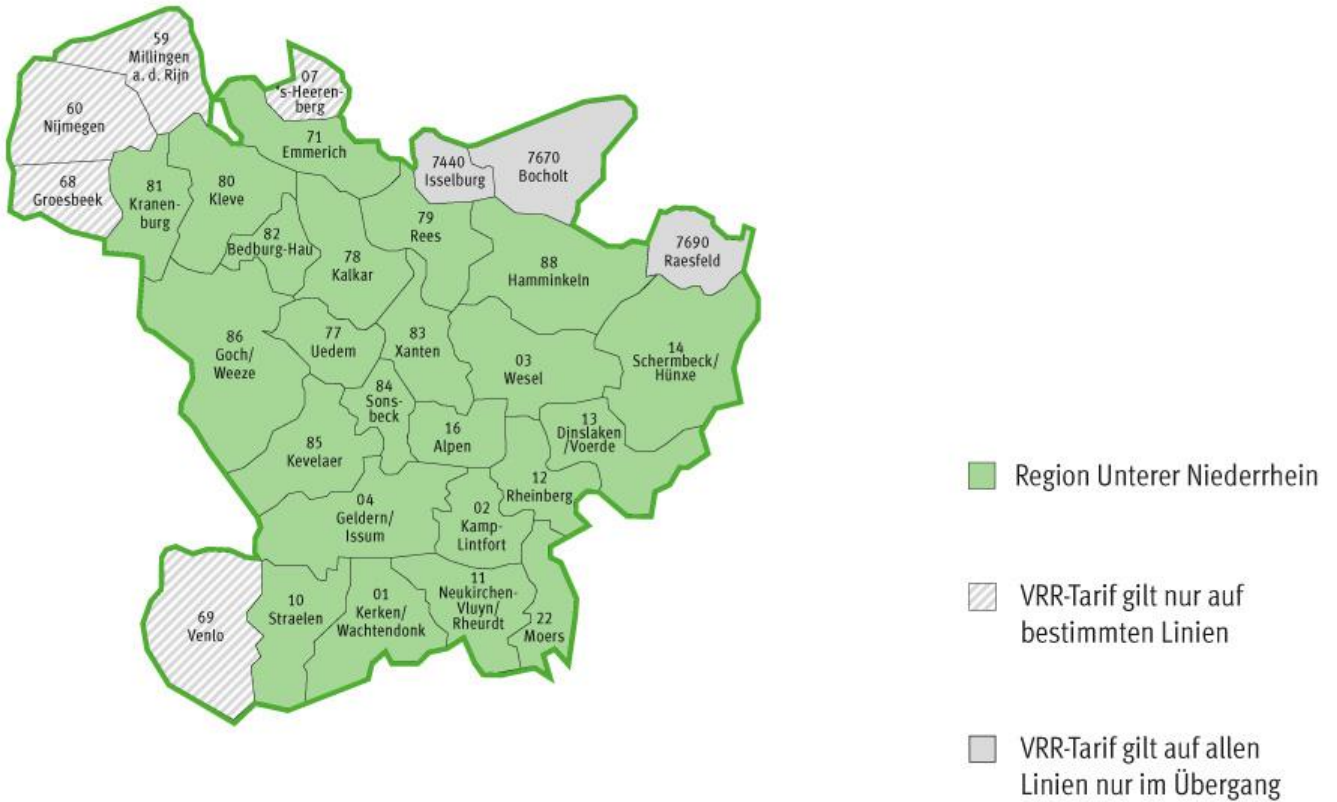 59
Millingen
a. d. Rijn
07
's-Heeren-
berg
60
Nijmegen
71
Emmerich
7440
Isselburg
7670
Bocholt
68
Groesbeek
81
Kranen-
burg
80
Kleve
79
Rees
82
Bedburg-Hau
78
Kalkar
88
Hamminkeln
7690
Raesfeld
86
Goch/
Weeze
77
Uedem
83
Xanten
03
Wesel
14
Schermbeck/
Hünxe
84
Sons-
beck
16
Alpen
13
Dinslaken
/Voerde
85
Kevelaer
12
Rheinberg
04
Geldern/
Issum
02
Kamp-
Lintfort
69
Venlo
10
Straelen
01
Kerken/
Wachtendonk
11
Neukirchen-
Vluyn/
Rheurdt
22
Moers
Region Unterer Niederrhein
VRR-Tarif gilt nur auf
bestimmten Linien
VRR-Tarif gilt auf allen
Linien nur im Übergang